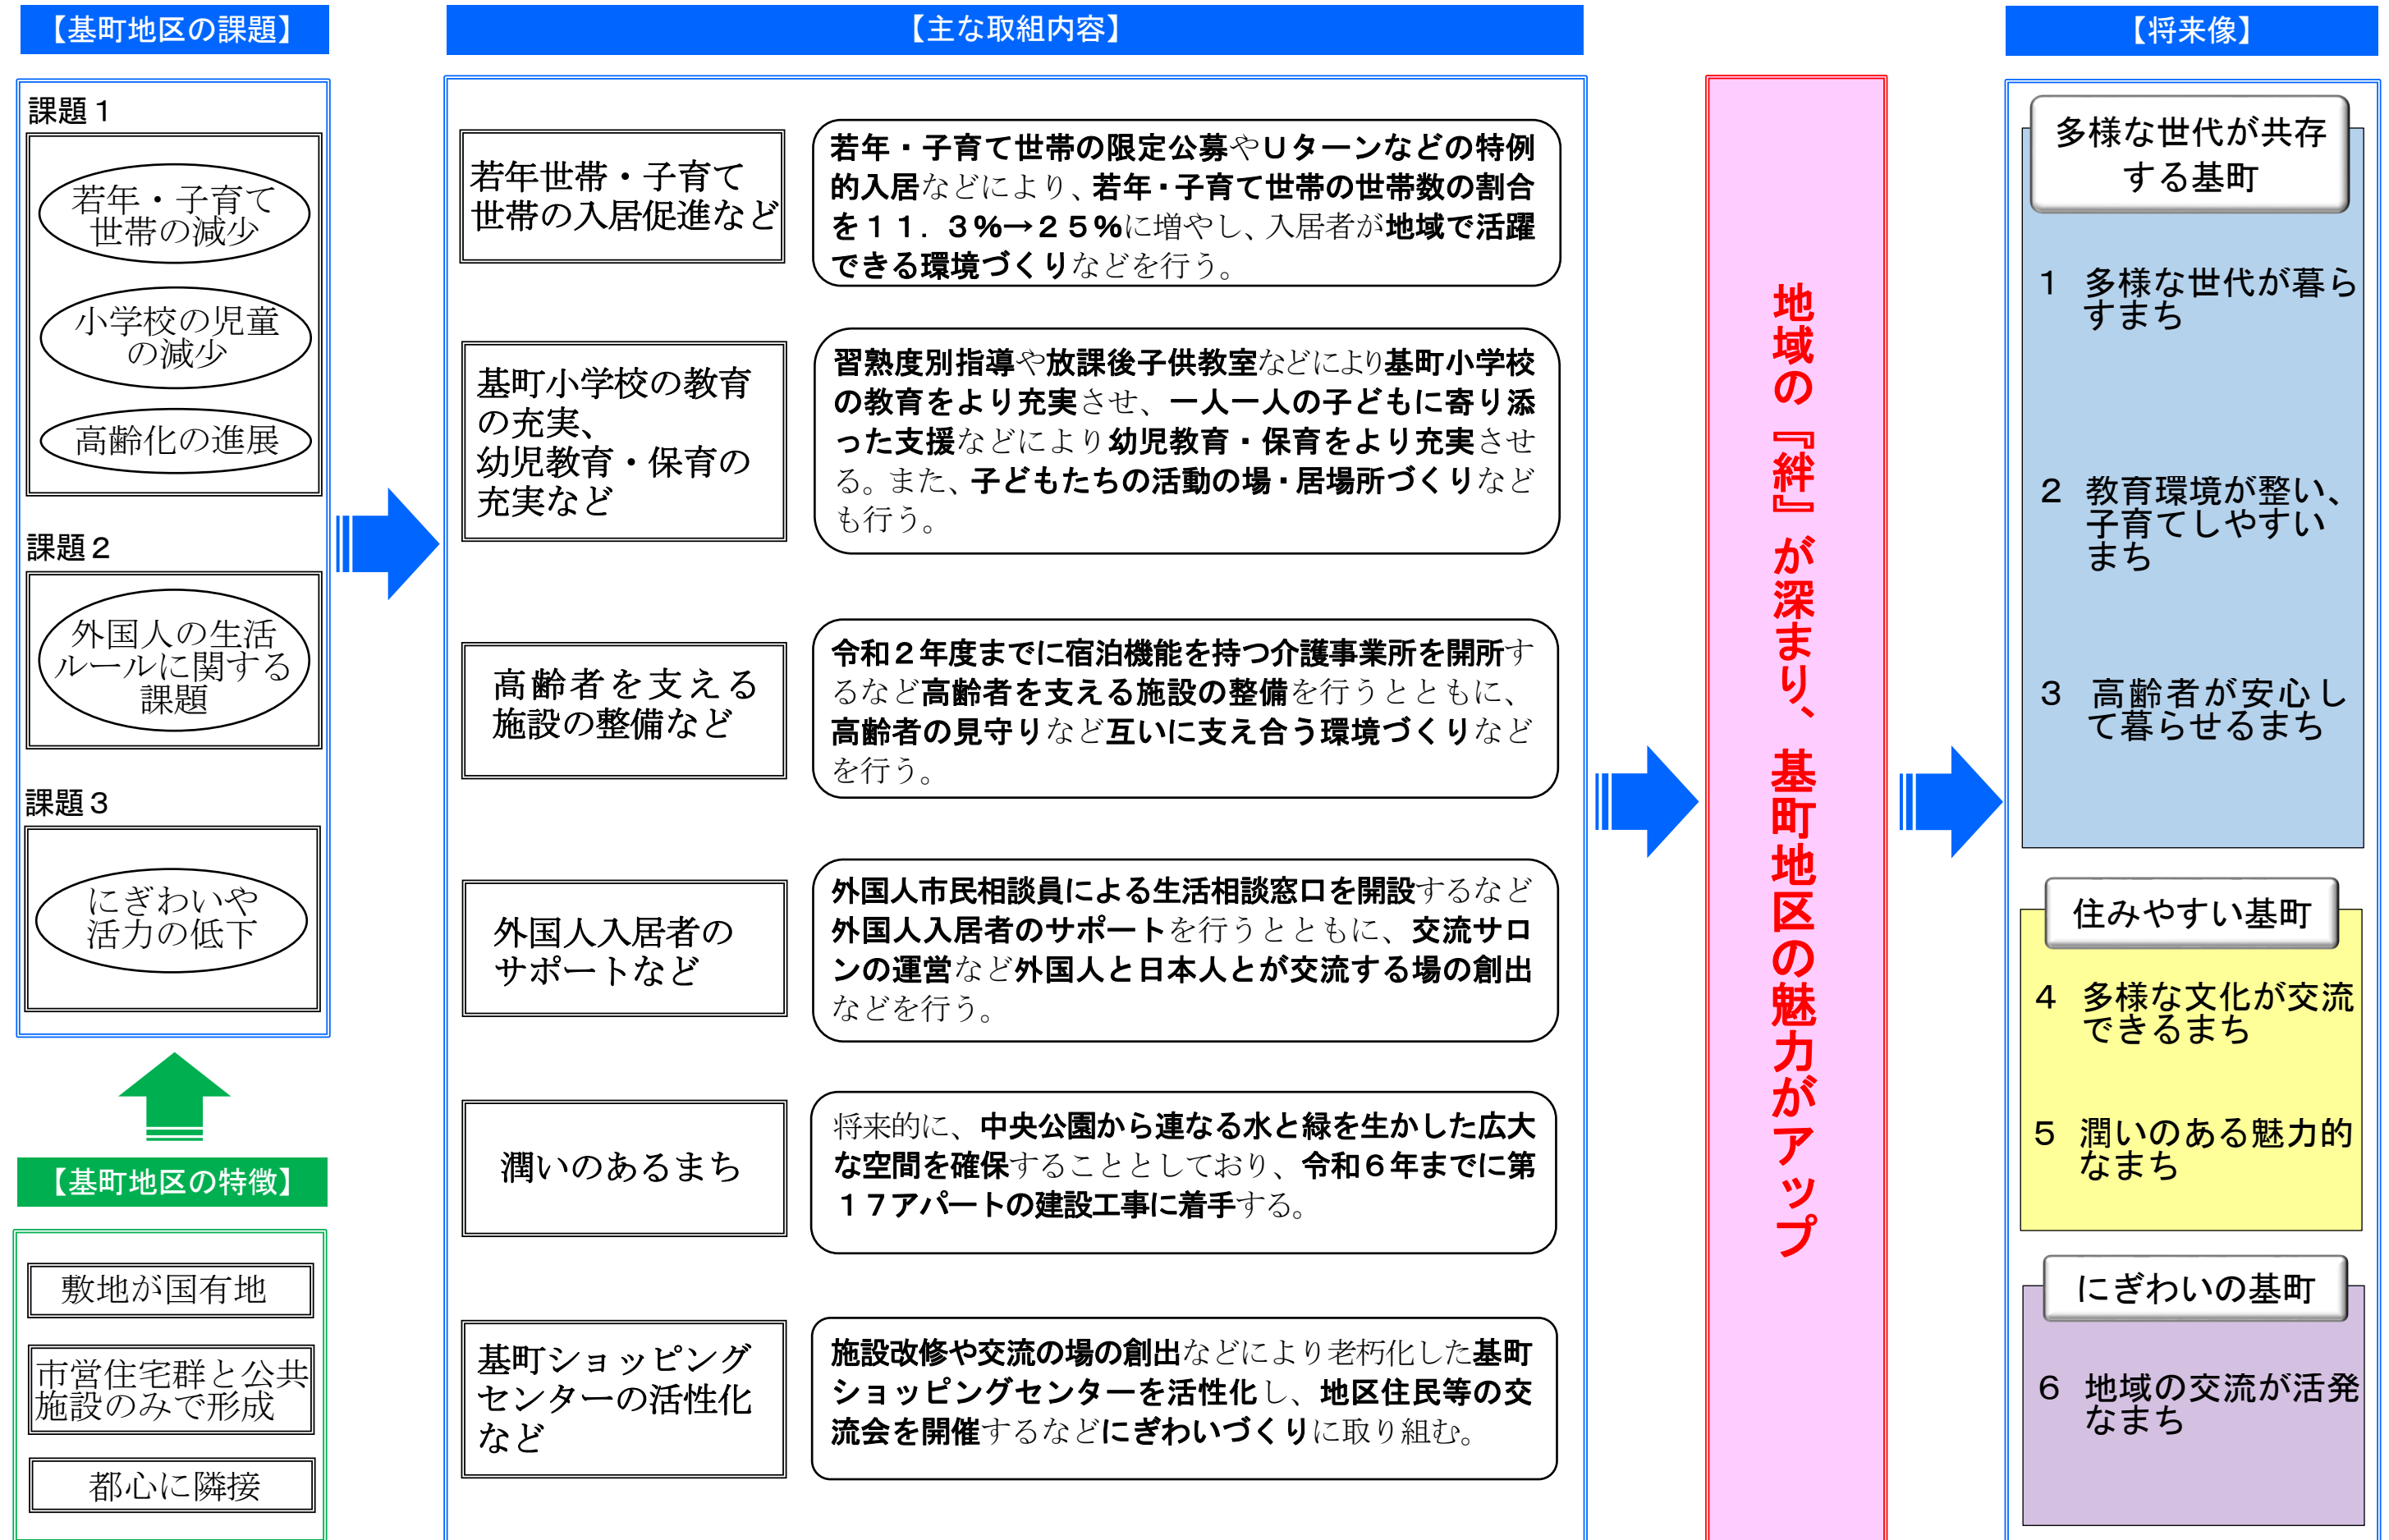 【基町地区の課題】
課題１
若年・子育て
世帯の減少
小学校の児童
の減少
高齢化の進展
課題２
外国人の生活
ルールに関する
課題
課題３
にぎわいや
活力の低下
【基町地区の特徴】
敷地が国有地
市営住宅群と公共
施設のみで形成
都心に隣接
【主な取組内容】
若年世帯・子育て
世帯の入居促進など
若年・子育て世帯の限定公募やＵターンなどの特例
的入居などにより、若年・子育て世帯の世帯数の割合
を１１．３％→２５％に増やし、入居者が地域で活躍
できる環境づくりなどを行う。
基町小学校の教育
の充実、
幼児教育・保育の
充実など
習熟度別指導や放課後子供教室などにより基町小学校
の教育をより充実させ、一人一人の子どもに寄り添
った支援などにより幼児教育・保育をより充実させ
る。また、子どもたちの活動の場・居場所づくりなど
も行う。
高齢者を支える
施設の整備など
令和２年度までに宿泊機能を持つ介護事業所を開所す
るなど高齢者を支える施設の整備を行うとともに、
高齢者の見守りなど互いに支え合う環境づくりなど
を行う。
外国人入居者の
サポートなど
外国人市民相談員による生活相談窓口を開設するなど
外国人入居者のサポートを行うとともに、交流サロ
ンの運営など外国人と日本人とが交流する場の創出
などを行う。
潤いのあるまち
将来的に、中央公園から連なる水と緑を生かした広大
な空間を確保することとしており、令和６年までに第
１７アパートの建設工事に着手する。
基町ショッピング
センターの活性化
など
施設改修や交流の場の創出などにより老朽化した基町
ショッピングセンターを活性化し、地区住民等の交
流会を開催するなどにぎわいづくりに取り組む。
地域の『絆』が深まり、基町地区の魅力がアップ
【将来像】
多様な世代が共存
する基町
１ 多様な世代が暮ら
すまち
２ 教育環境が整い、
子育てしやすい
まち
３ 高齢者が安心し
て暮らせるまち
住みやすい基町
４ 多様な文化が交流
できるまち
５ 潤いのある魅力的
なまち
にぎわいの基町
６ 地域の交流が活発
なまち